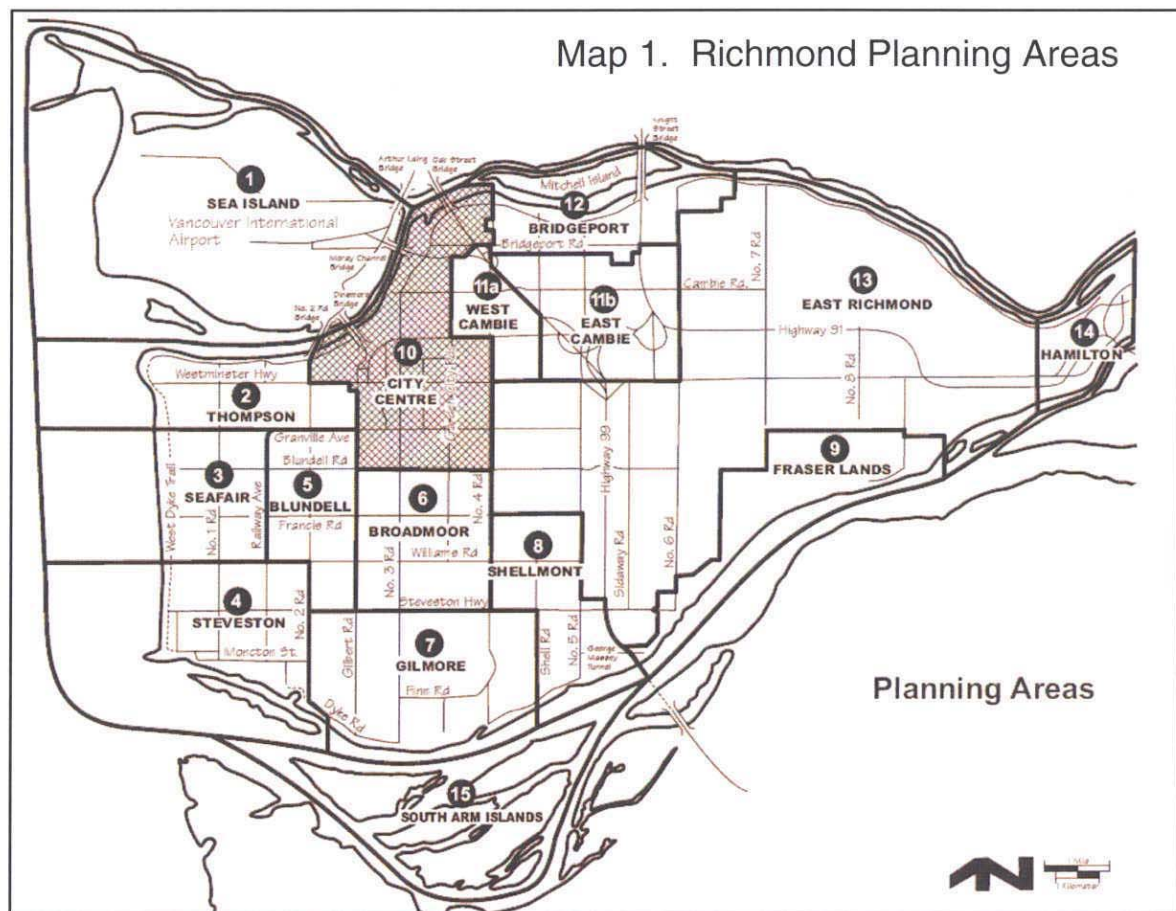 Map 1. Richmond Planning Areas
Knight
Street
Bridge
Arthur Laing
Bridge
Oak Street
Bridge
Mitchell Island
1
SEA ISLAND
Vancouver International
Airport
12
BRIDGEPORT
Bridgeport Rd
No. 7 Rd
Moray Channel
Bridge
Dinsmore
Bridge
No. 2 Rd
Bridge
11a
WEST
CAMBIE
11b
EAST
CAMBIE
Cambie Rd.
13
EAST RICHMOND
Highway 91
14
HAMILTON
10
CITY
CENTRE
No. 8 Rd
Westminster Hwy
2
THOMPSON
Granville Ave
Blundell Rd
Highway 99
9
FRASER LANDS
West Dyke Trail
3
SEAFAIR
No. 1 Rd
Railway Ave
5
BLUNDELL
Francis Rd
6
BROADMOOR
No. 4 Rd
Williams Rd
No. 3 Rd
8
SHELLMONT
Sidaway Rd
No. 6 Rd
4
STEVESTON
No. 2 Rd
Steveston Hwy
Moncton St.
Gilbert Rd
7
GILMORE
Shell Rd
No. 5 Rd
George
Massey
Tunnel
Finn Rd
Dyke Rd
Planning Areas
15
SOUTH ARM ISLANDS
N
1 Mile
1 Kilometer